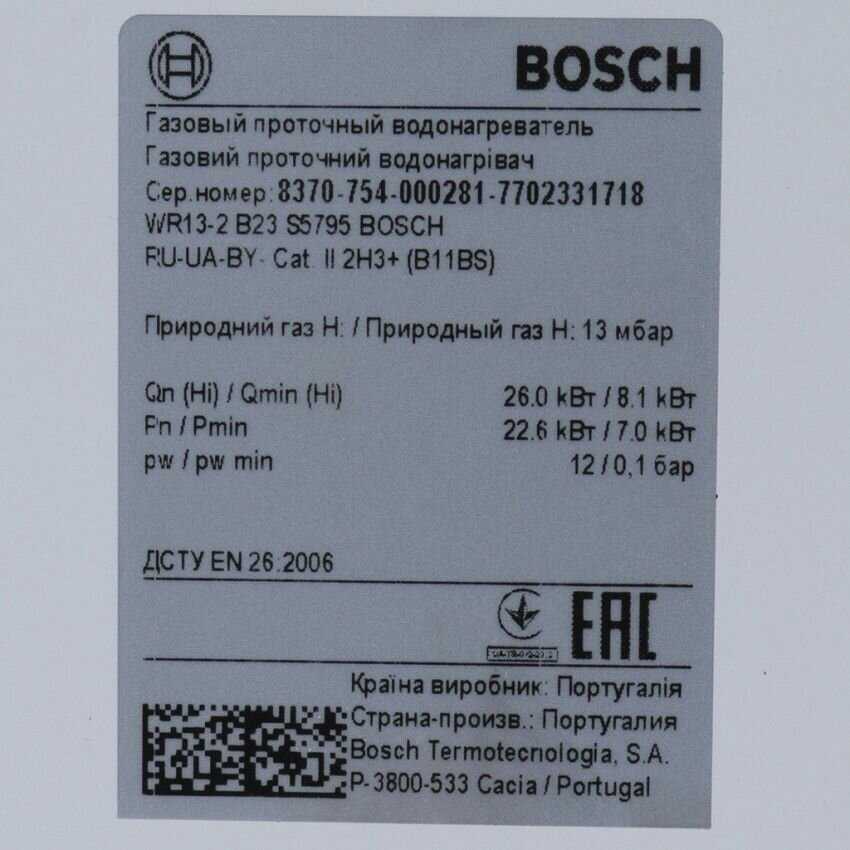 BOSCH
Газовый проточный водонагреватель
Газовий проточний водонагрівач
Сер.номер: 8370-754-000281-7702331718
WR13-2 B23 S5795 BOSCH
RU-UA-BY- Cat. II 2H3+ (B11BS)
Природний газ H: / Природный газ H: 13 мбар
Qn (Hi) / Qmin (Hi) 26.0 кВт / 8.1 кВт
Pn / Pmin 22.6 кВт / 7.0 кВт
pw / pw min 12 / 0,1 бар
ДСТУ EN 26:2006
EAC
Країна виробник: Португалія
Страна-произв.: Португалия
Bosch Termotecnologia, S.A.
P-3800-533 Cacia / Portugal